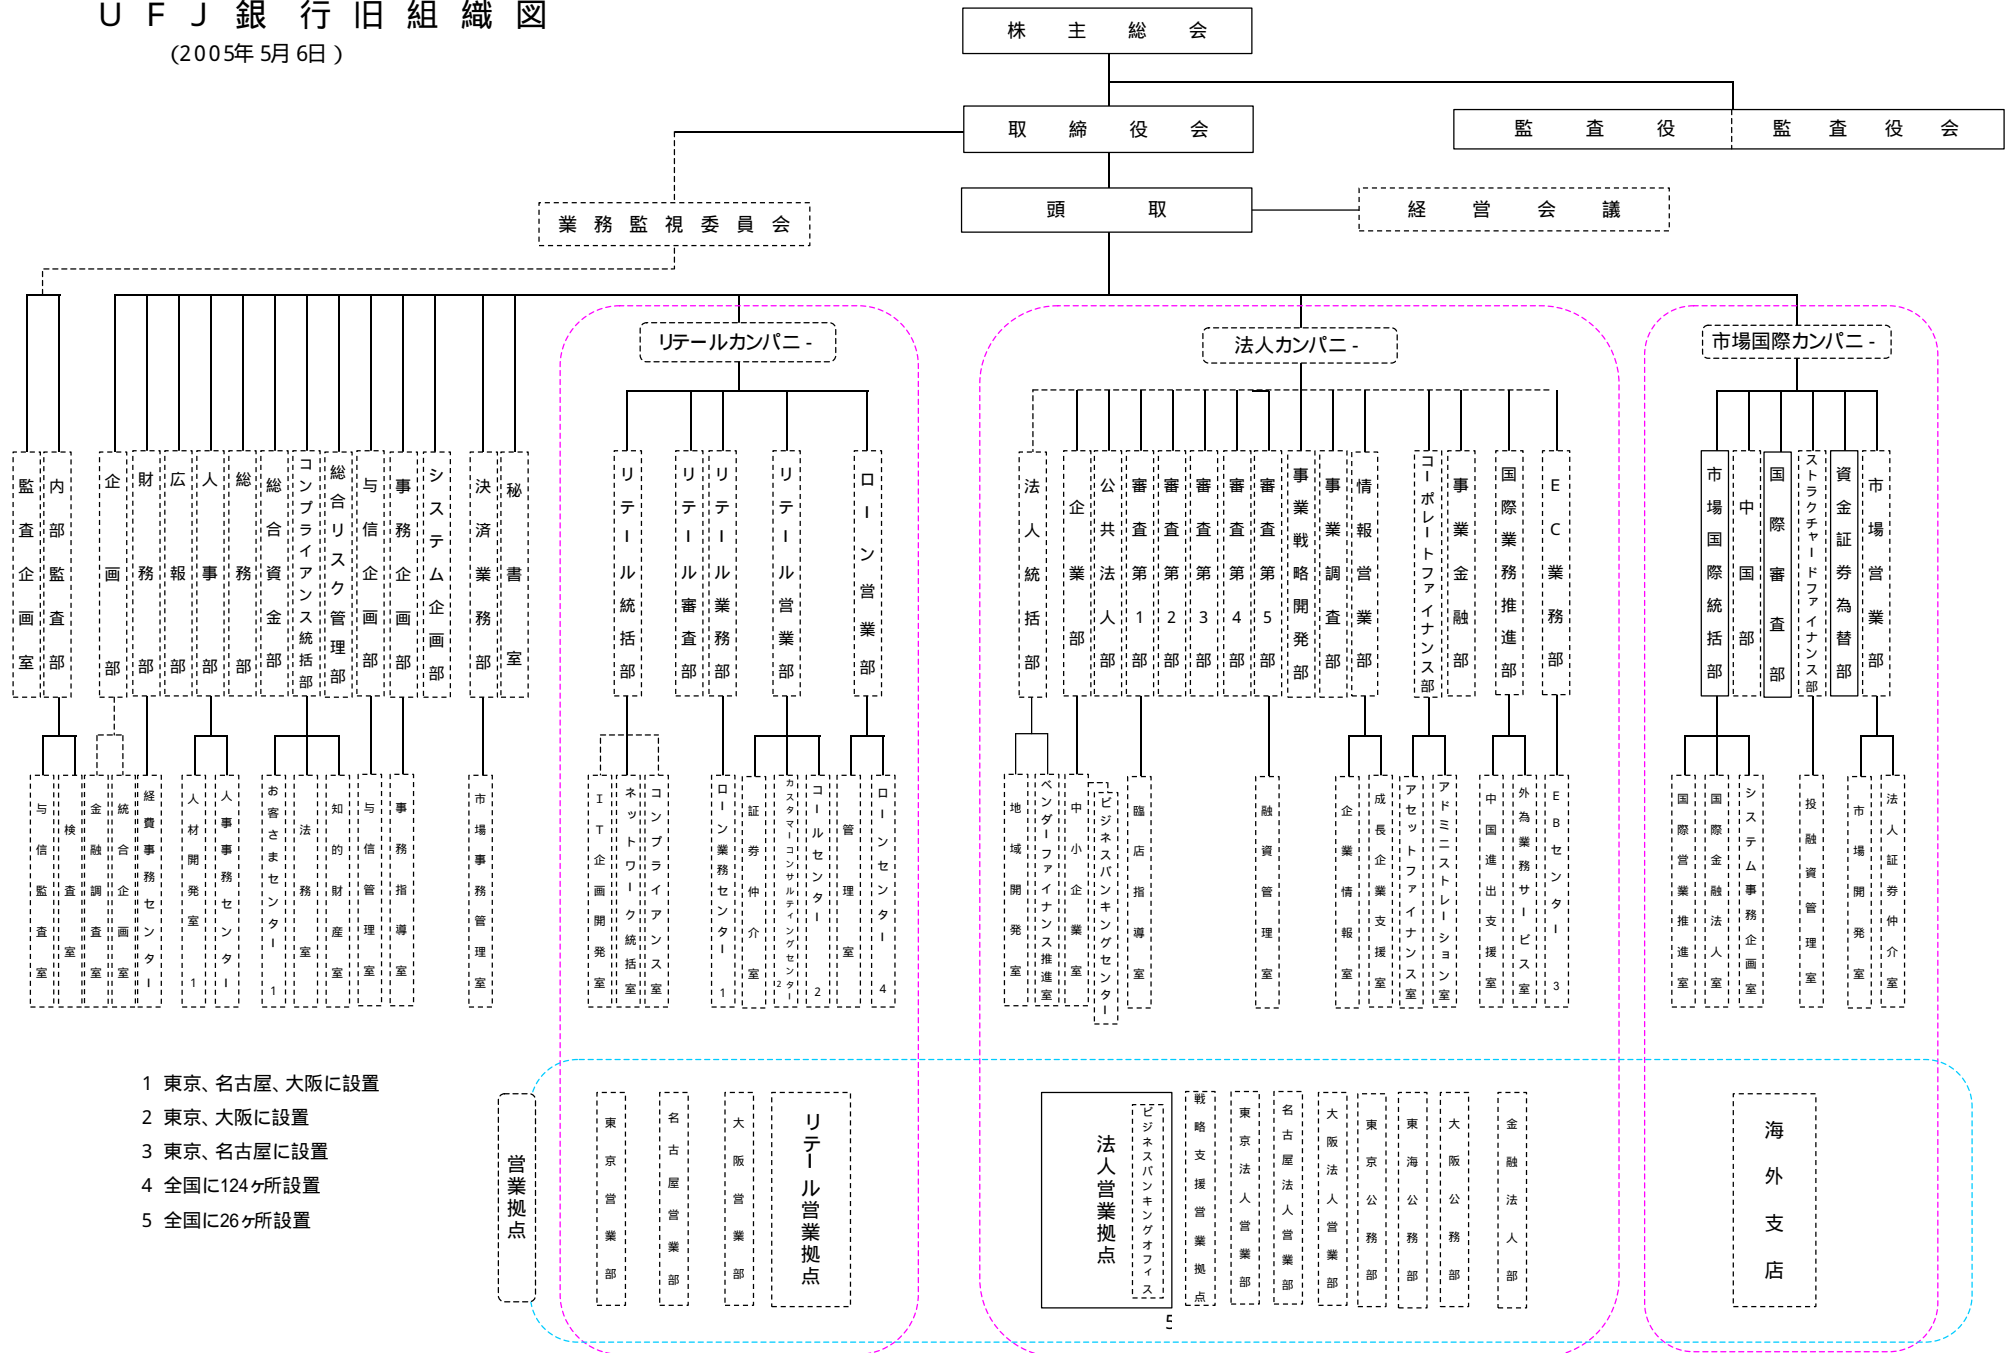 UFJ銀行旧組織図
(2005年5月6日)
株主総会
取締役会
監査役
監査役会
頭取
経営会議
業務監視委員会
リテールカンパニ-
法人カンパニ-
市場国際カンパニ-
監査企画室
内部監査部
企画部
財務部
広報部
人事部
総務部
総合資金部
コンプライアンス統括部
総合リスク管理部
与信企画部
事務企画部
システム企画部
決済業務部
秘書室
リテール統括部
リテール審査部
リテール業務部
リテール営業部
ローン営業部
法人統括部
企業部
公共法人部
審査第1部
審査第2部
審査第3部
審査第4部
審査第5部
事業戦略開発部
事業調査部
情報営業部
コーポレートファイナンス部
事業金融部
国際業務推進部
EC業務部
市場国際統括部
中国部
国際審査部
ストラクチャードファイナンス部
資金証券為替部
市場営業部
与信監査室
検査室
金融調査室
統合企画室
経費事務センター
人材開発室 1
人事事務センター
お客さまセンター 1
法務室
知的財産室
与信管理室
事務指導室
市場事務管理室
IT企画開発室
ネットワーク統括室
コンプライアンス室
ローン業務センター 1
証券仲介室
カスタマーコンサルティングセンター 2
コールセンター 2
管理室
ローンセンター 4
地域開発室
ベンダーファイナンス推進室
中小企業室
ビジネスバンキングセンター
臨店指導室
融資管理室
企業情報室
成長企業支援室
アセットファイナンス室
アドミニストレーション室
中国進出支援室
外為業務サービス室
EBセンター 3
国際営業推進室
国際金融法人室
システム事務企画室
投融資管理室
市場開発室
法人証券仲介室
1 東京、名古屋、大阪に設置
2 東京、大阪に設置
3 東京、名古屋に設置
4 全国に124ヶ所設置
5 全国に26ヶ所設置
営業拠点
東京営業部
名古屋営業部
大阪営業部
リテール営業拠点
法人営業拠点
ビジネスバンキングオフィス
5
戦略支援営業拠点
東京法人営業部
名古屋法人営業部
大阪法人営業部
東京公務部
東海公務部
大阪公務部
金融法人部
海外支店